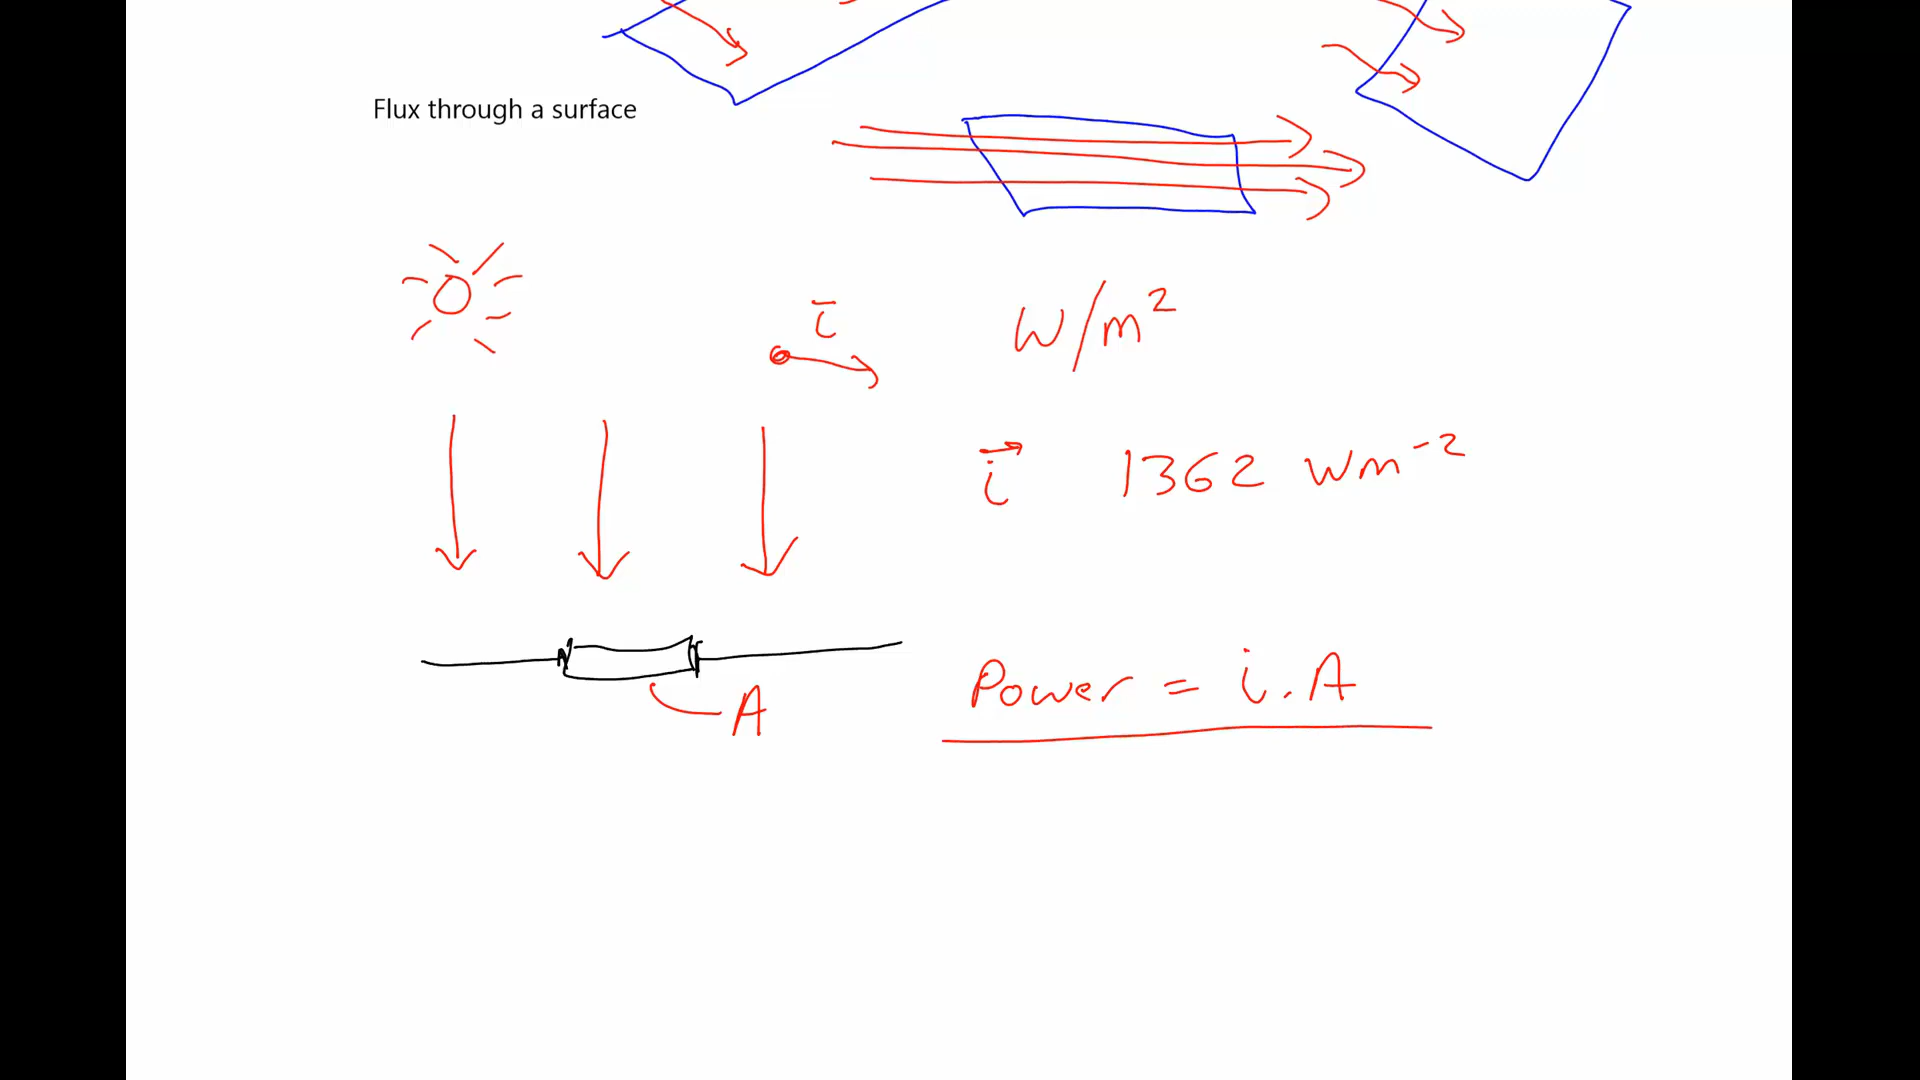 Flux through a surface
i̅
W/m²
i⃗ 1362 Wm⁻²
A
Power = i . A